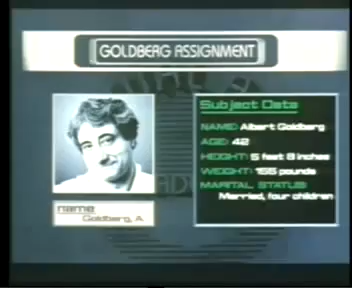 GOLDBERG ASSIGNMENT
Subject Data
NAME: Albert Goldberg
AGE: 42
HEIGHT: 5 feet 8 inches
WEIGHT: 155 pounds
MARITAL STATUS:
Married, four children
name
Goldberg, A.